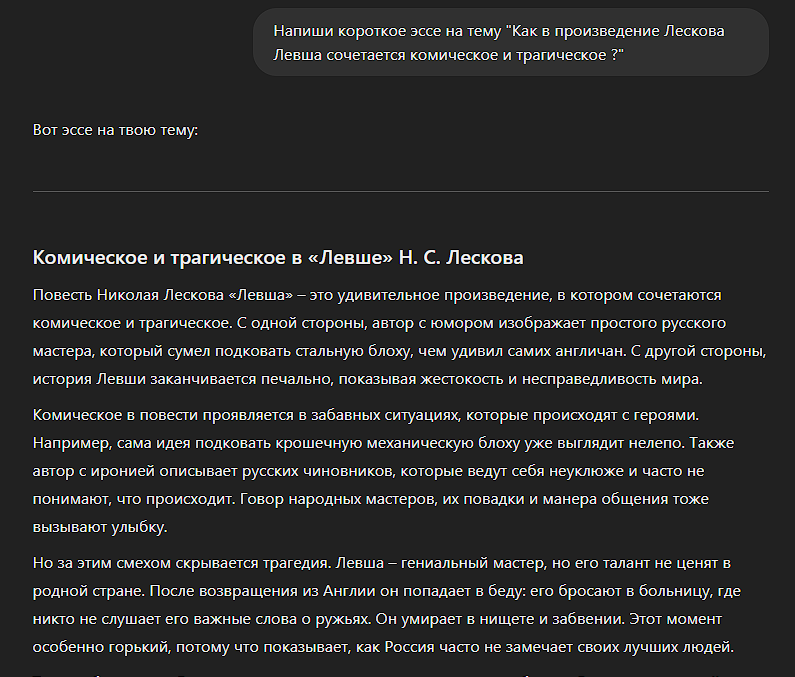 Напиши короткое эссе на тему "Как в произведение Лескова
Левша сочетается комическое и трагическое ?"
Вот эссе на твою тему:
Комическое и трагическое в «Левше» Н. С. Лескова
Повесть Николая Лескова «Левша» – это удивительное произведение, в котором сочетаются
комическое и трагическое. С одной стороны, автор с юмором изображает простого русского
мастера, который сумел подковать стальную блоху, чем удивил самих англичан. С другой стороны,
история Левши заканчивается печально, показывая жестокость и несправедливость мира.
Комическое в повести проявляется в забавных ситуациях, которые происходят с героями.
Например, сама идея подковать крошечную механическую блоху уже выглядит нелепо. Также
автор с иронией описывает русских чиновников, которые ведут себя неуклюже и часто не
понимают, что происходит. Говор народных мастеров, их повадки и манера общения тоже
вызывают улыбку.
Но за этим смехом скрывается трагедия. Левша – гениальный мастер, но его талант не ценят в
родной стране. После возвращения из Англии он попадает в беду: его бросают в больницу, где
никто не слушает его важные слова о ружьях. Он умирает в нищете и забвении. Этот момент
особенно горький, потому что показывает, как Россия часто не замечает своих лучших людей.